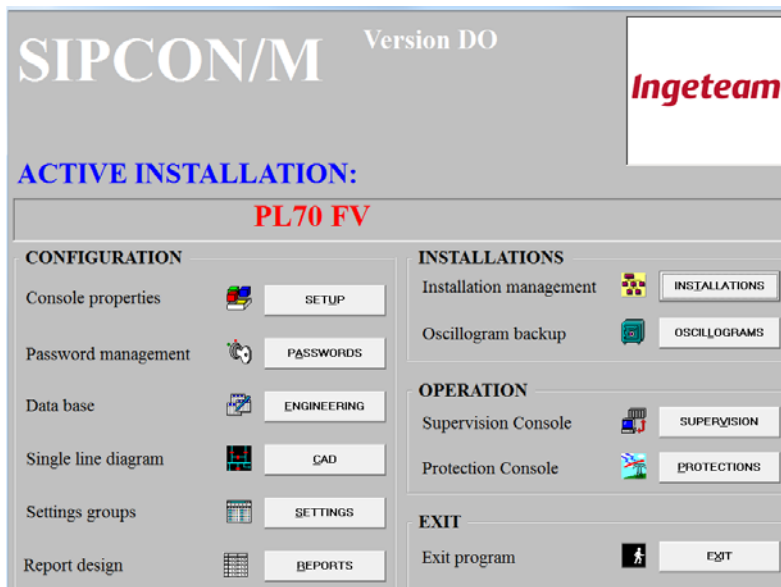 SIPCON/M
Version DO
Ingeteam
ACTIVE INSTALLATION:
PL70 FV
CONFIGURATION
Console properties
SETUP
Password management
PASSWORDS
Data base
ENGINEERING
Single line diagram
CAD
Settings groups
SETTINGS
Report design
REPORTS
INSTALLATIONS
Installation management
INSTALLATIONS
Oscillogram backup
OSCILLOGRAMS
OPERATION
Supervision Console
SUPERVISION
Protection Console
PROTECTIONS
EXIT
Exit program
EXIT